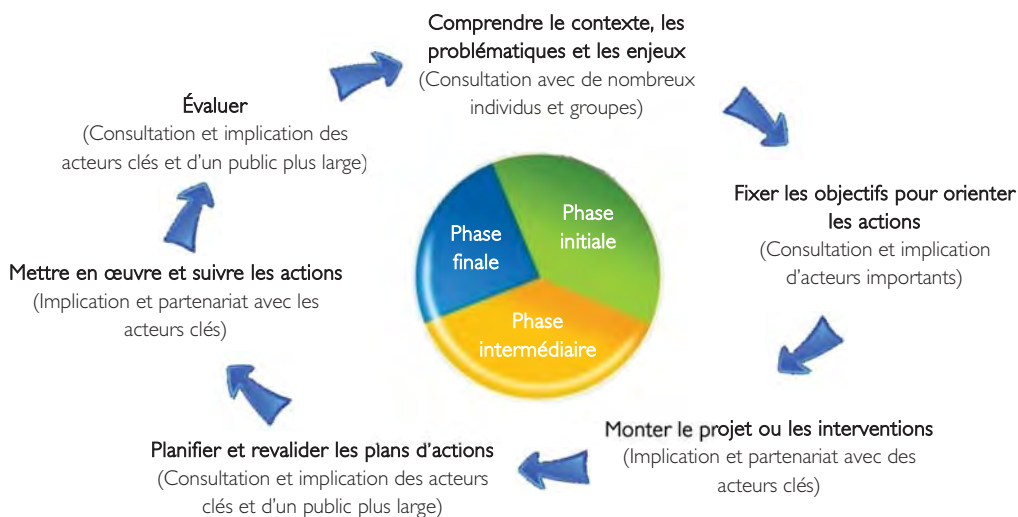 Comprendre le contexte, les
problématiques et les enjeux
(Consultation avec de nombreux
individus et groupes)
Fixer les objectifs pour orienter
les actions
(Consultation et implication
d'acteurs importants)
Monter le projet ou les interventions
(Implication et partenariat avec des
acteurs clés)
Planifier et revalider les plans d'actions
(Consultation et implication des acteurs
clés et d'un public plus large)
Mettre en œuvre et suivre les actions
(Implication et partenariat avec les
acteurs clés)
Évaluer
(Consultation et implication des
acteurs clés et d'un public plus large)
Phase
initiale
Phase
intermédiaire
Phase
finale